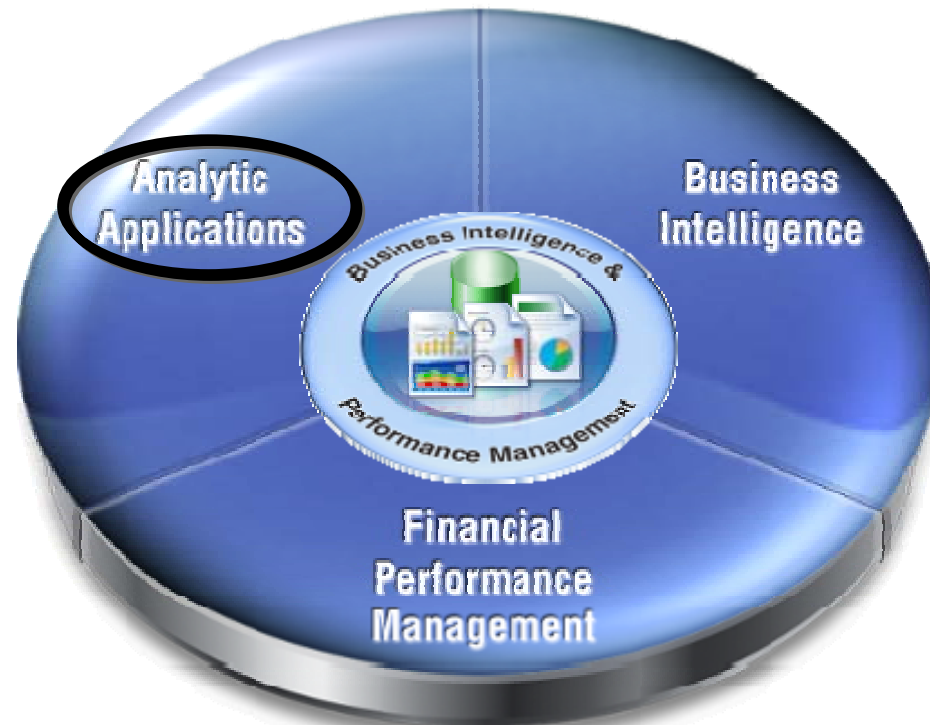 Analytic
Applications
Business
Intelligence
Business Intelligence &
Performance Management
Financial
Performance
Management